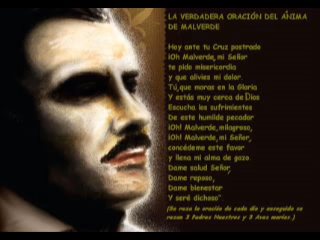 LA VERDADERA ORACIÓN DEL ÁNIMA
DE MALVERDE
Hoy ante tu Cruz postrado
¡Oh! Malverde, mi Señor
te pido misericordia
y que alivies mi dolor.
Tú, que moras en la Gloria
Y estás muy cerca de Dios
Escucha los sufrimientos
De este humilde pecador
¡Oh! Malverde, milagroso,
¡Oh! Malverde, mi Señor,
concédeme este favor
y llena mi alma de gozo.
Dame salud Señor,
Dame reposo,
Dame bienestar
Y seré dichoso".
(Se reza la oración de cada día y enseguida se
rezan 3 Padres Nuestros y 3 Aves marías.)